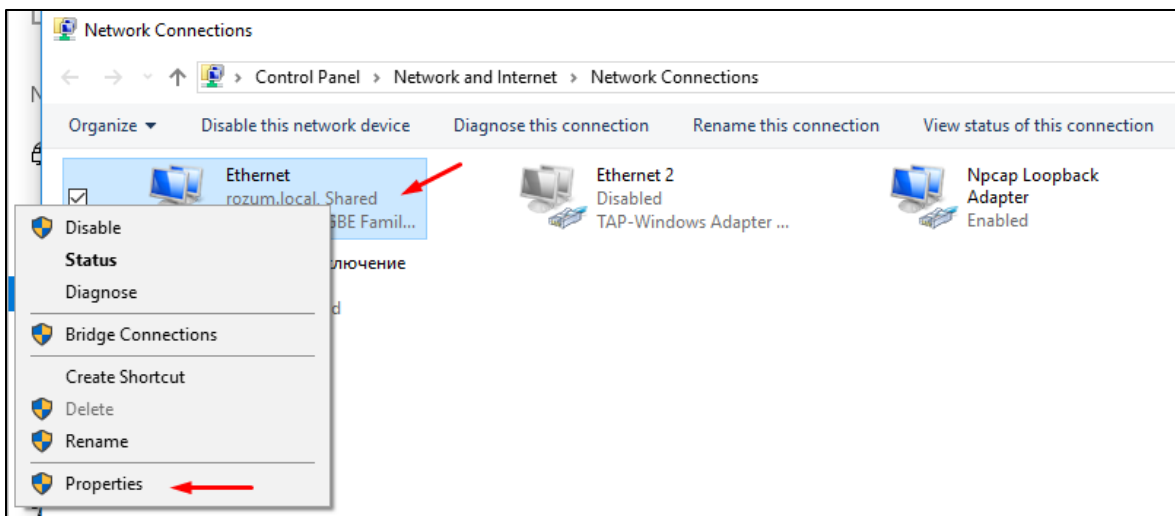 Network Connections
Control Panel > Network and Internet > Network Connections
Organize Disable this network device Diagnose this connection Rename this connection View status of this connection
Ethernet
rozum.local, Shared
GBE Famil...
Ethernet 2
Disabled
TAP-Windows Adapter ...
Npcap Loopback
Adapter
Enabled
Disable
Status
Diagnose
Bridge Connections
Create Shortcut
Delete
Rename
Properties